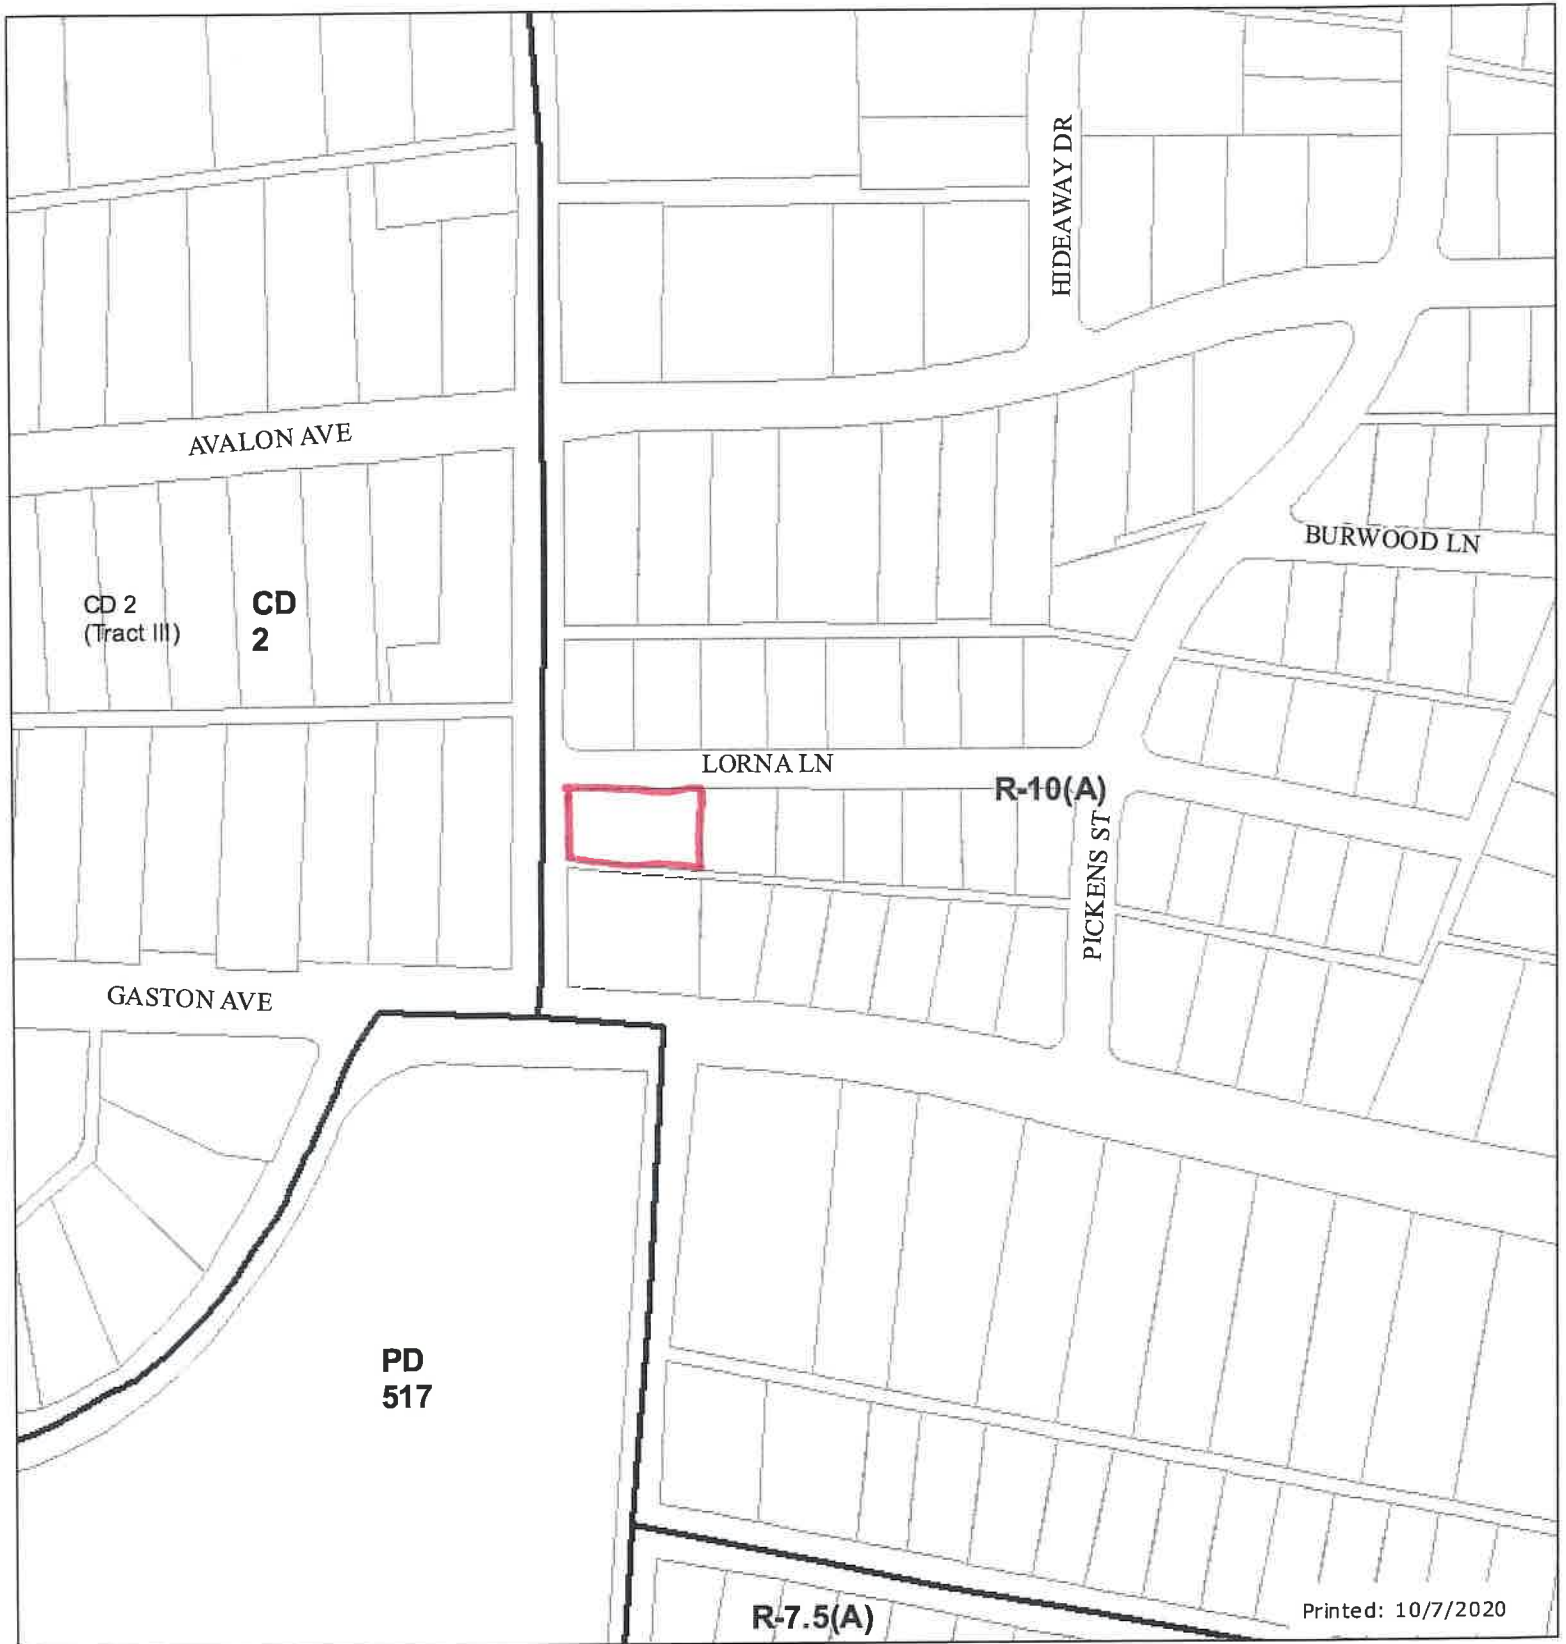 HIDEAWAY DR
AVALON AVE
BURWOOD LN
CD 2
(Tract III)
CD
2
LORNA LN
R-10(A)
PICKENS ST
GASTON AVE
PD
517
R-7.5(A)
Printed: 10/7/2020